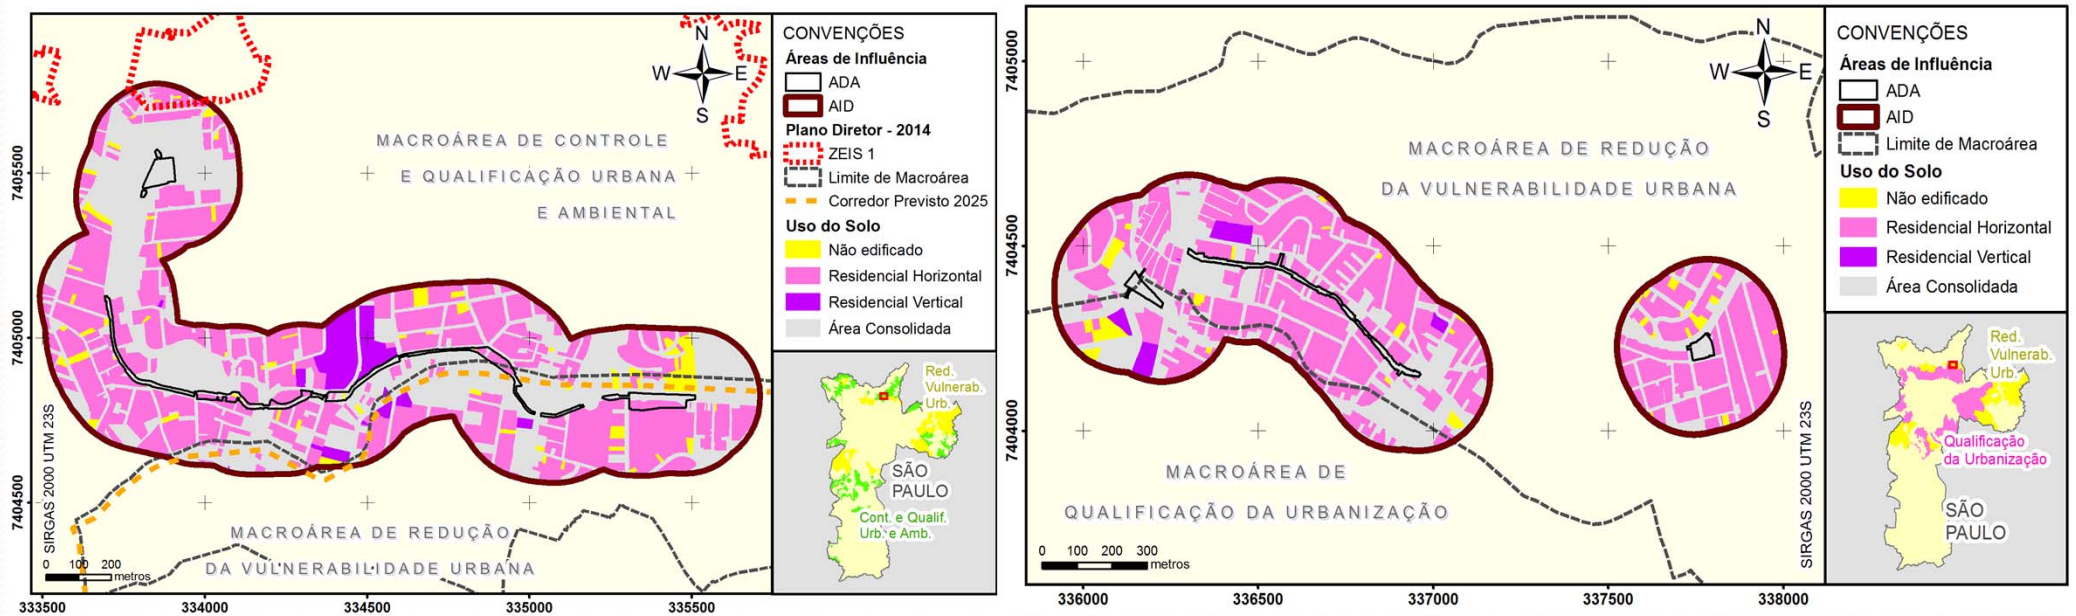 MACROÁREA DE CONTROLE
E QUALIFICAÇÃO URBANA
E AMBIENTAL
MACROÁREA DE REDUÇÃO
DA VULNERABILIDADE URBANA
N
W
E
S
7405500
7405000
7404500
SIRGAS 2000 UTM 23S
0 100 200
metros
333500
334000
334500
335000
335500
CONVENÇÕES
Áreas de Influência
ADA
AID
Plano Diretor - 2014
ZEIS 1
Limite de Macroárea
Corredor Previsto 2025
Uso do Solo
Não edificado
Residencial Horizontal
Residencial Vertical
Área Consolidada
Red.
Vulnerab.
Urb.
SÃO
PAULO
Cont. e Qualif.
Urb. e Amb.
MACROÁREA DE REDUÇÃO
DA VULNERABILIDADE URBANA
MACROÁREA DE
QUALIFICAÇÃO DA URBANIZAÇÃO
N
W
E
S
7405000
7404500
7404000
SIRGAS 2000 UTM 23S
0 100 200 300
metros
336000
336500
337000
337500
338000
CONVENÇÕES
Áreas de Influência
ADA
AID
Limite de Macroárea
Uso do Solo
Não edificado
Residencial Horizontal
Residencial Vertical
Área Consolidada
Red.
Vulnerab.
Urb.
Qualificação
da Urbanização
SÃO
PAULO